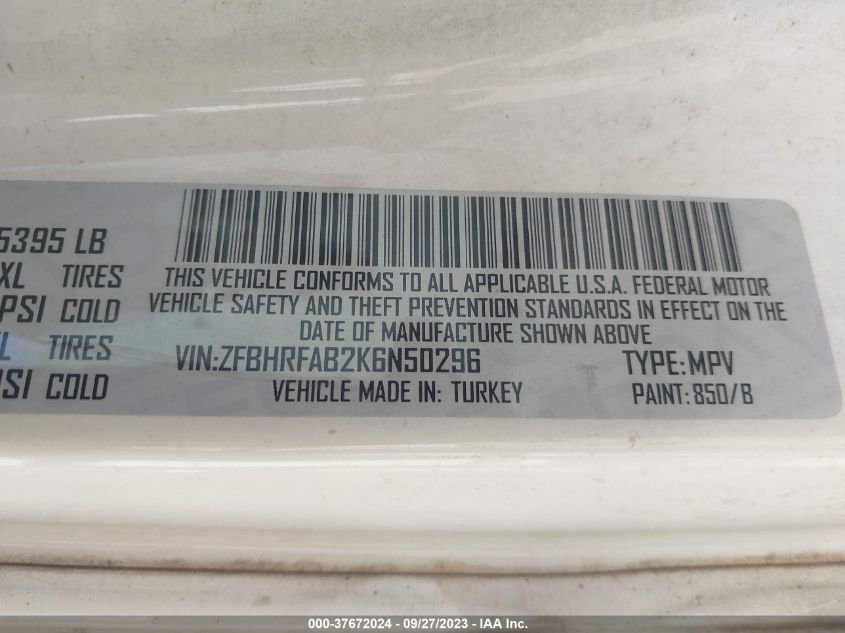 5395 LB
XL TIRES
PSI COLD
TIRES
PSI COLD
THIS VEHICLE CONFORMS TO ALL APPLICABLE U.S.A. FEDERAL MOTOR
VEHICLE SAFETY AND THEFT PREVENTION STANDARDS IN EFFECT ON THE
DATE OF MANUFACTURE SHOWN ABOVE
VIN:ZFBHRFAB2K6N50296 TYPE:MPV
VEHICLE MADE IN: TURKEY PAINT:850/B
000-37672024 - 09/27/2023 - IAA Inc.